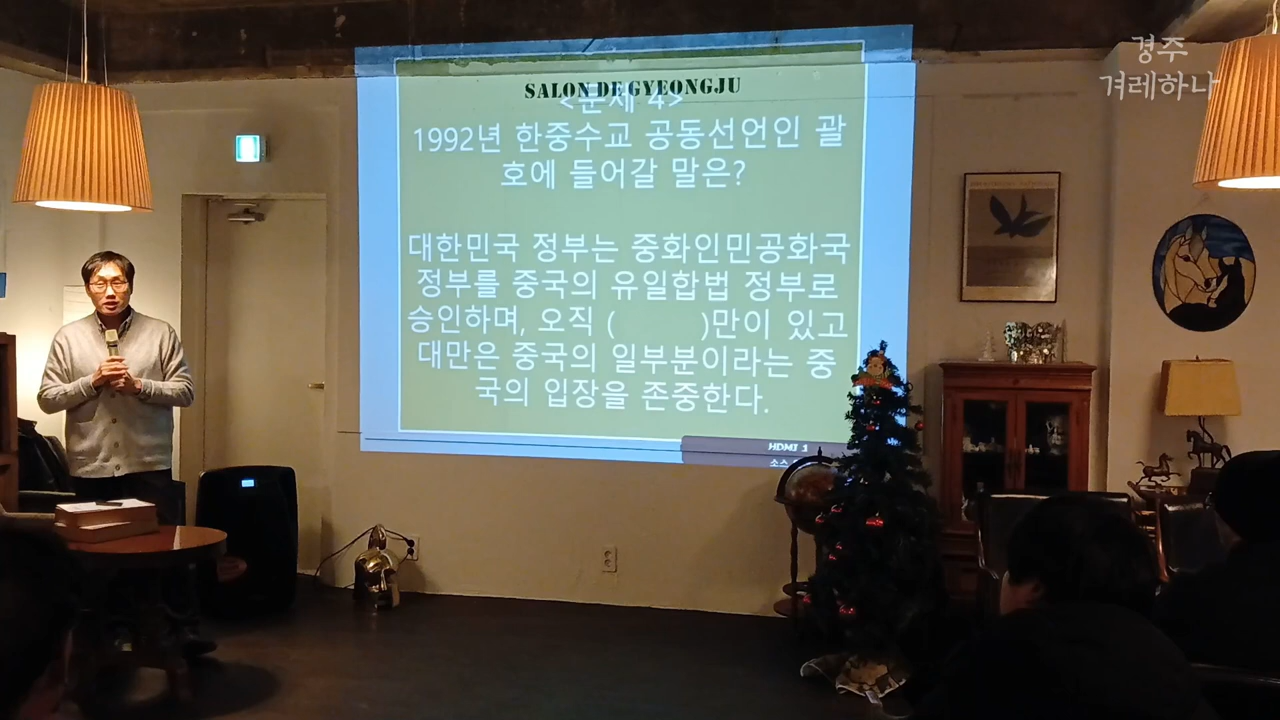 경주
겨레하나
SALON DE GYEONGJU
<문제 4>
1992년 한중수교 공동선언인 괄
호에 들어갈 말은?
대한민국 정부는 중화인민공화국
정부를 중국의 유일합법 정부로
승인하며, 오직 (          )만이 있고
대만은 중국의 일부분이라는 중
국의 입장을 존중한다.
HDMI 1